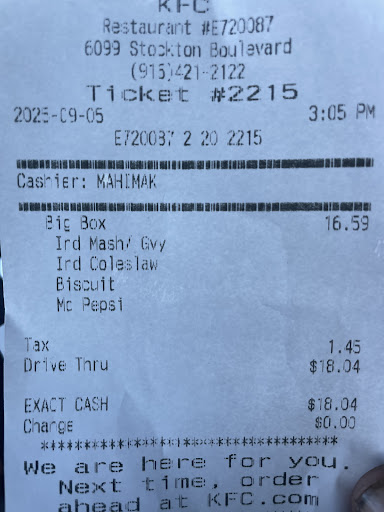 KFC
Restaurant #E720087
6099 Stockton Boulevard
(915)421-2122
Ticket #2215
2025-09-05 3:05 PM
E720087 2 20 2215
Cashier: MAHIMAK
Big Box 16.59
Ind Mash/ Gvy
Ind Coleslaw
Biscuit
Mc Pepsi
Tax 1.45
Drive Thru $18.04
EXACT CASH $18.04
Change $0.00
**************************************
We are here for you.
Next time, order
ahead at KFC.com